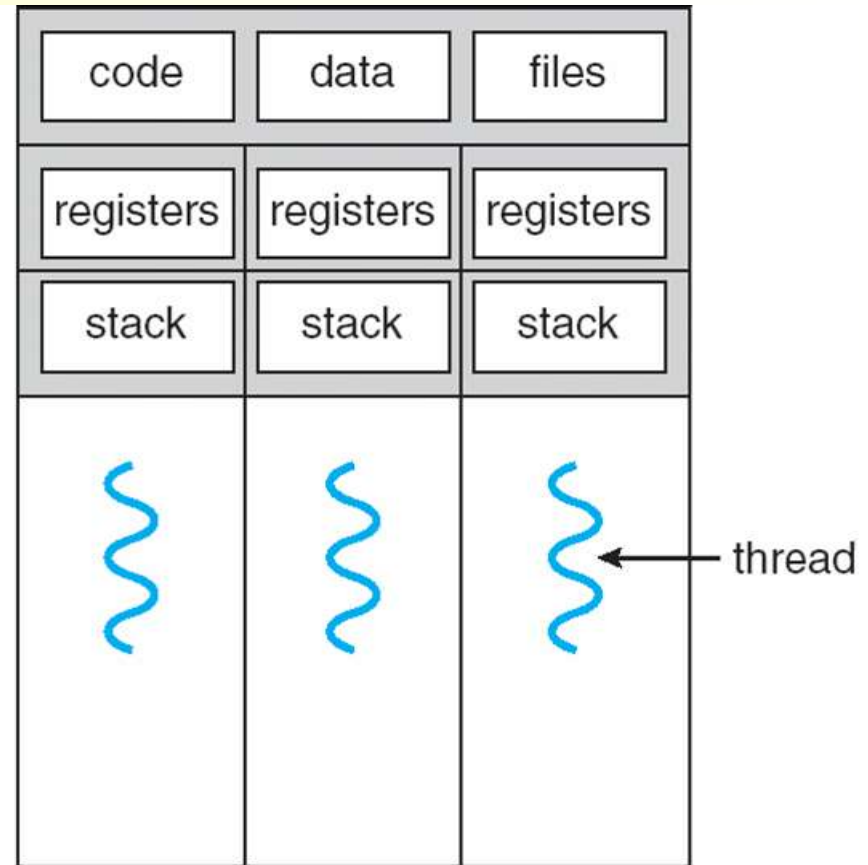 code data files
registers registers registers
stack stack stack
thread